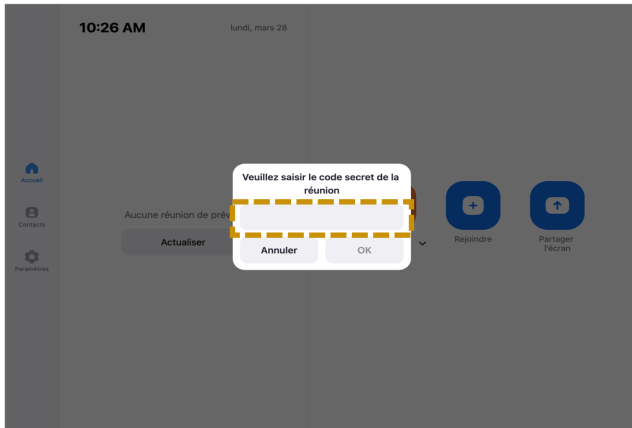 10:26 AM
lundi, mars 28
Accueil
Contacts
Paramètres
Aucune réunion de prév
Actualiser
Veuillez saisir le code secret de la
réunion
Annuler
OK
Rejoindre
Partager
l'écran